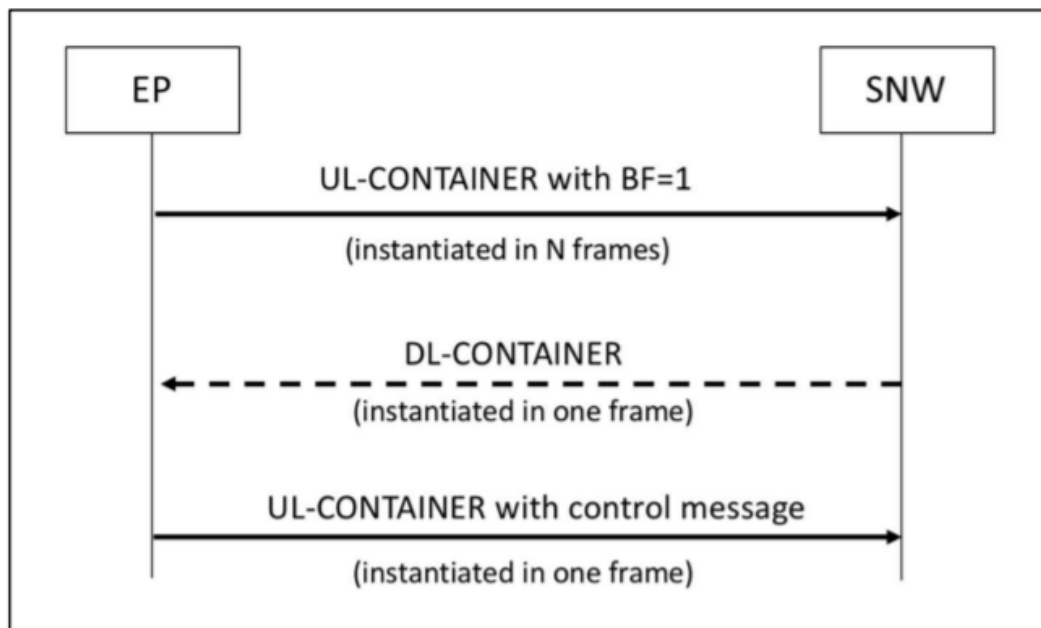 EP
SNW
UL-CONTAINER with BF=1
(instantiated in N frames)
DL-CONTAINER
(instantiated in one frame)
UL-CONTAINER with control message
(instantiated in one frame)